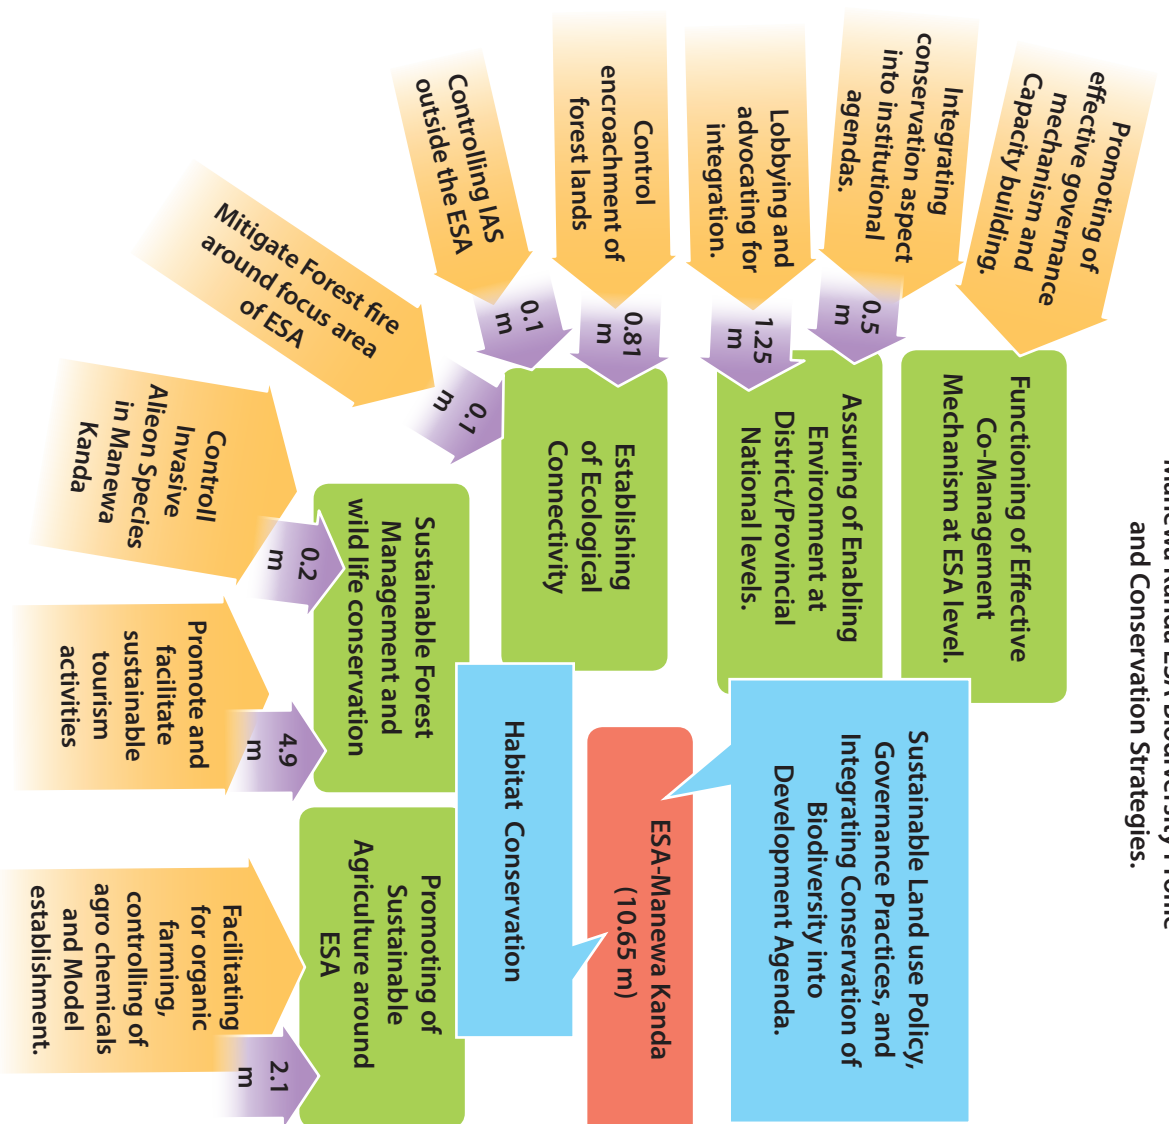 Manewa Kanda ESA Biodiversity Profile
and Conservation Strategies.
Promoting of
effective governance
mechanism and
Capacity building.
Integrating
conservation aspect
into institutional
agendas.
0.5
m
Lobbying and
advocating for
integration.
1.25
m
Control
encroachment of
forest lands
0.81
m
Controlling IAS
outside the ESA
0.1
m
Mitigate Forest fire
around focus area
of ESA
0.1
m
Controll
Invasive
Alieon Species
in Manewa
Kanda
0.2
m
Promote and
facilitate
sustainable
tourism
activities
4.9
m
Facilitating
for organic
farming,
controlling of
agro chemicals
and Model
establishment.
2.1
m
Functioning of Effective
Co-Management
Mechanism at ESA level.
Assuring of Enabling
Environment at
District/Provincial
National levels.
Establishing
of Ecological
Connectivity
Sustainable Forest
Management and
wild life conservation
Promoting of
Sustainable
Agriculture around
ESA
Sustainable Land use Policy,
Governance Practices, and
Integrating Conservation of
Biodiversity into
Development Agenda.
Habitat Conservation
ESA-Manewa Kanda
(10.65 m)